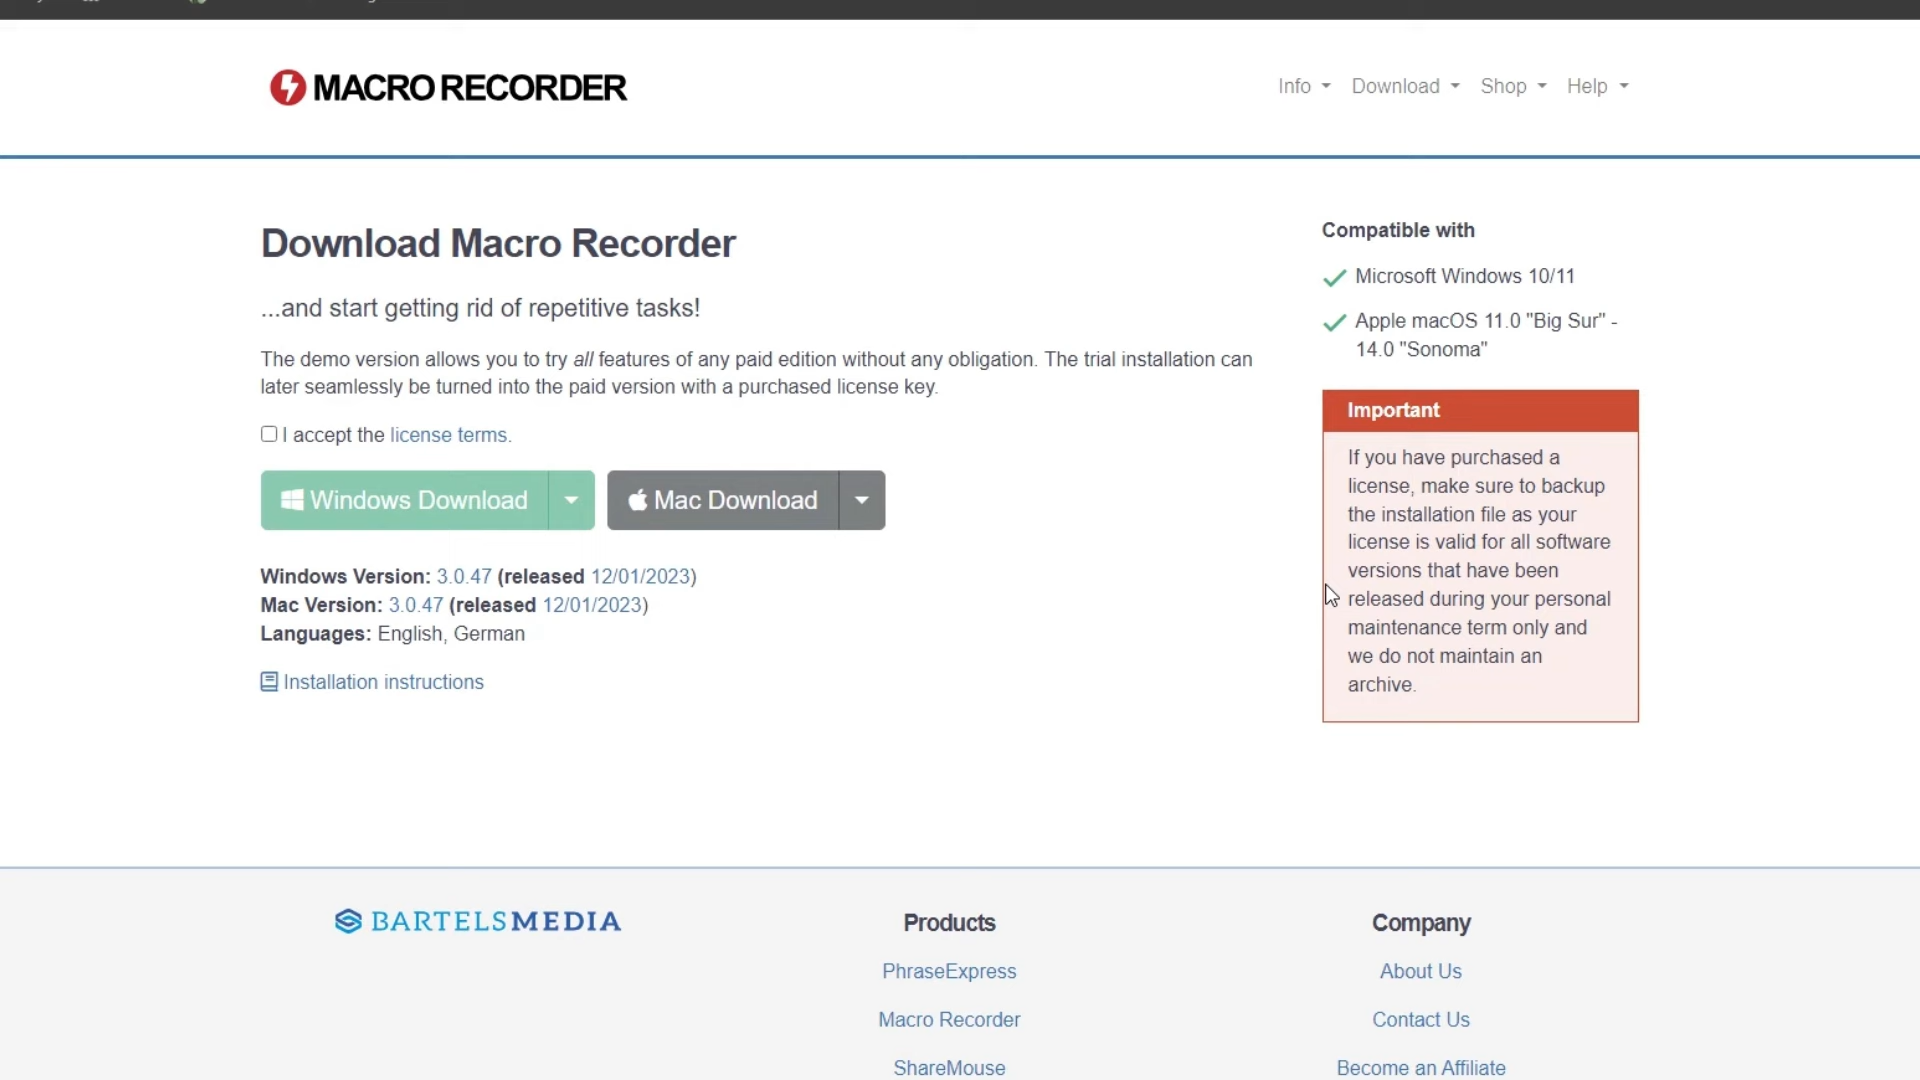 MACRO RECORDER
Info Download Shop Help
Download Macro Recorder
...and start getting rid of repetitive tasks!
The demo version allows you to try all features of any paid edition without any obligation. The trial installation can
later seamlessly be turned into the paid version with a purchased license key.
I accept the license terms.
Windows Download
Mac Download
Windows Version: 3.0.47 (released 12/01/2023)
Mac Version: 3.0.47 (released 12/01/2023)
Languages: English, German
Installation instructions
Compatible with
Microsoft Windows 10/11
Apple macOS 11.0 "Big Sur" -
14.0 "Sonoma"
Important
If you have purchased a
license, make sure to backup
the installation file as your
license is valid for all software
versions that have been
released during your personal
maintenance term only and
we do not maintain an
archive.
BARTELSMEDIA
Products
PhraseExpress
Macro Recorder
ShareMouse
Company
About Us
Contact Us
Become an Affiliate